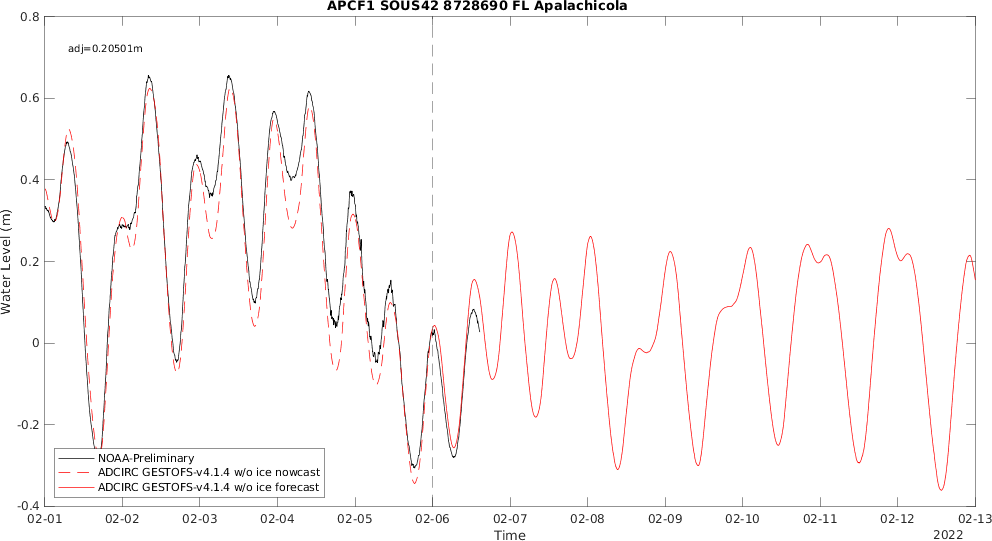 APCF1 SOUS42 8728690 FL Apalachicola
adj=0.20501m
0.8
0.6
0.4
0.2
0
-0.2
-0.4
Water Level (m)
NOAA-Preliminary
ADCIRC GESTOFS-v4.1.4 w/o ice nowcast
ADCIRC GESTOFS-v4.1.4 w/o ice forecast
02-01 02-02 02-03 02-04 02-05 02-06 02-07 02-08 02-09 02-10 02-11 02-12 02-13
Time
2022